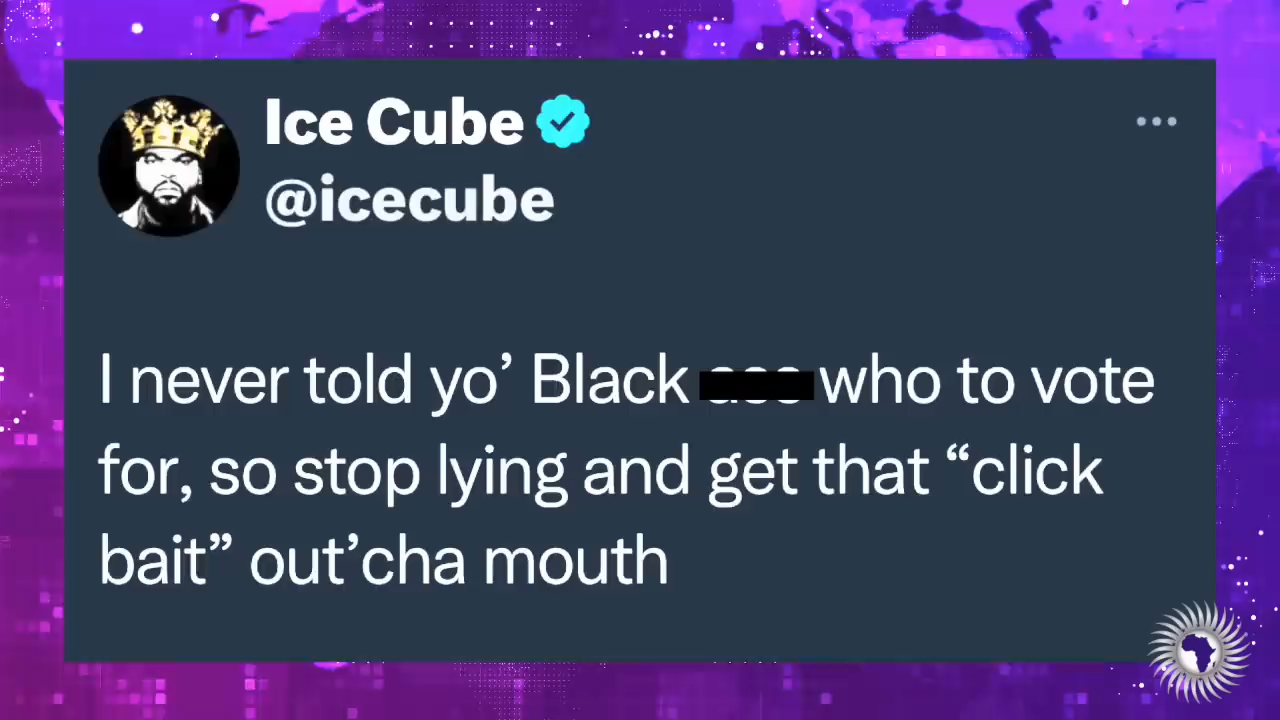 Ice Cube
@icecube
I never told yo’ Black who to vote
for, so stop lying and get that “click
bait” out’cha mouth